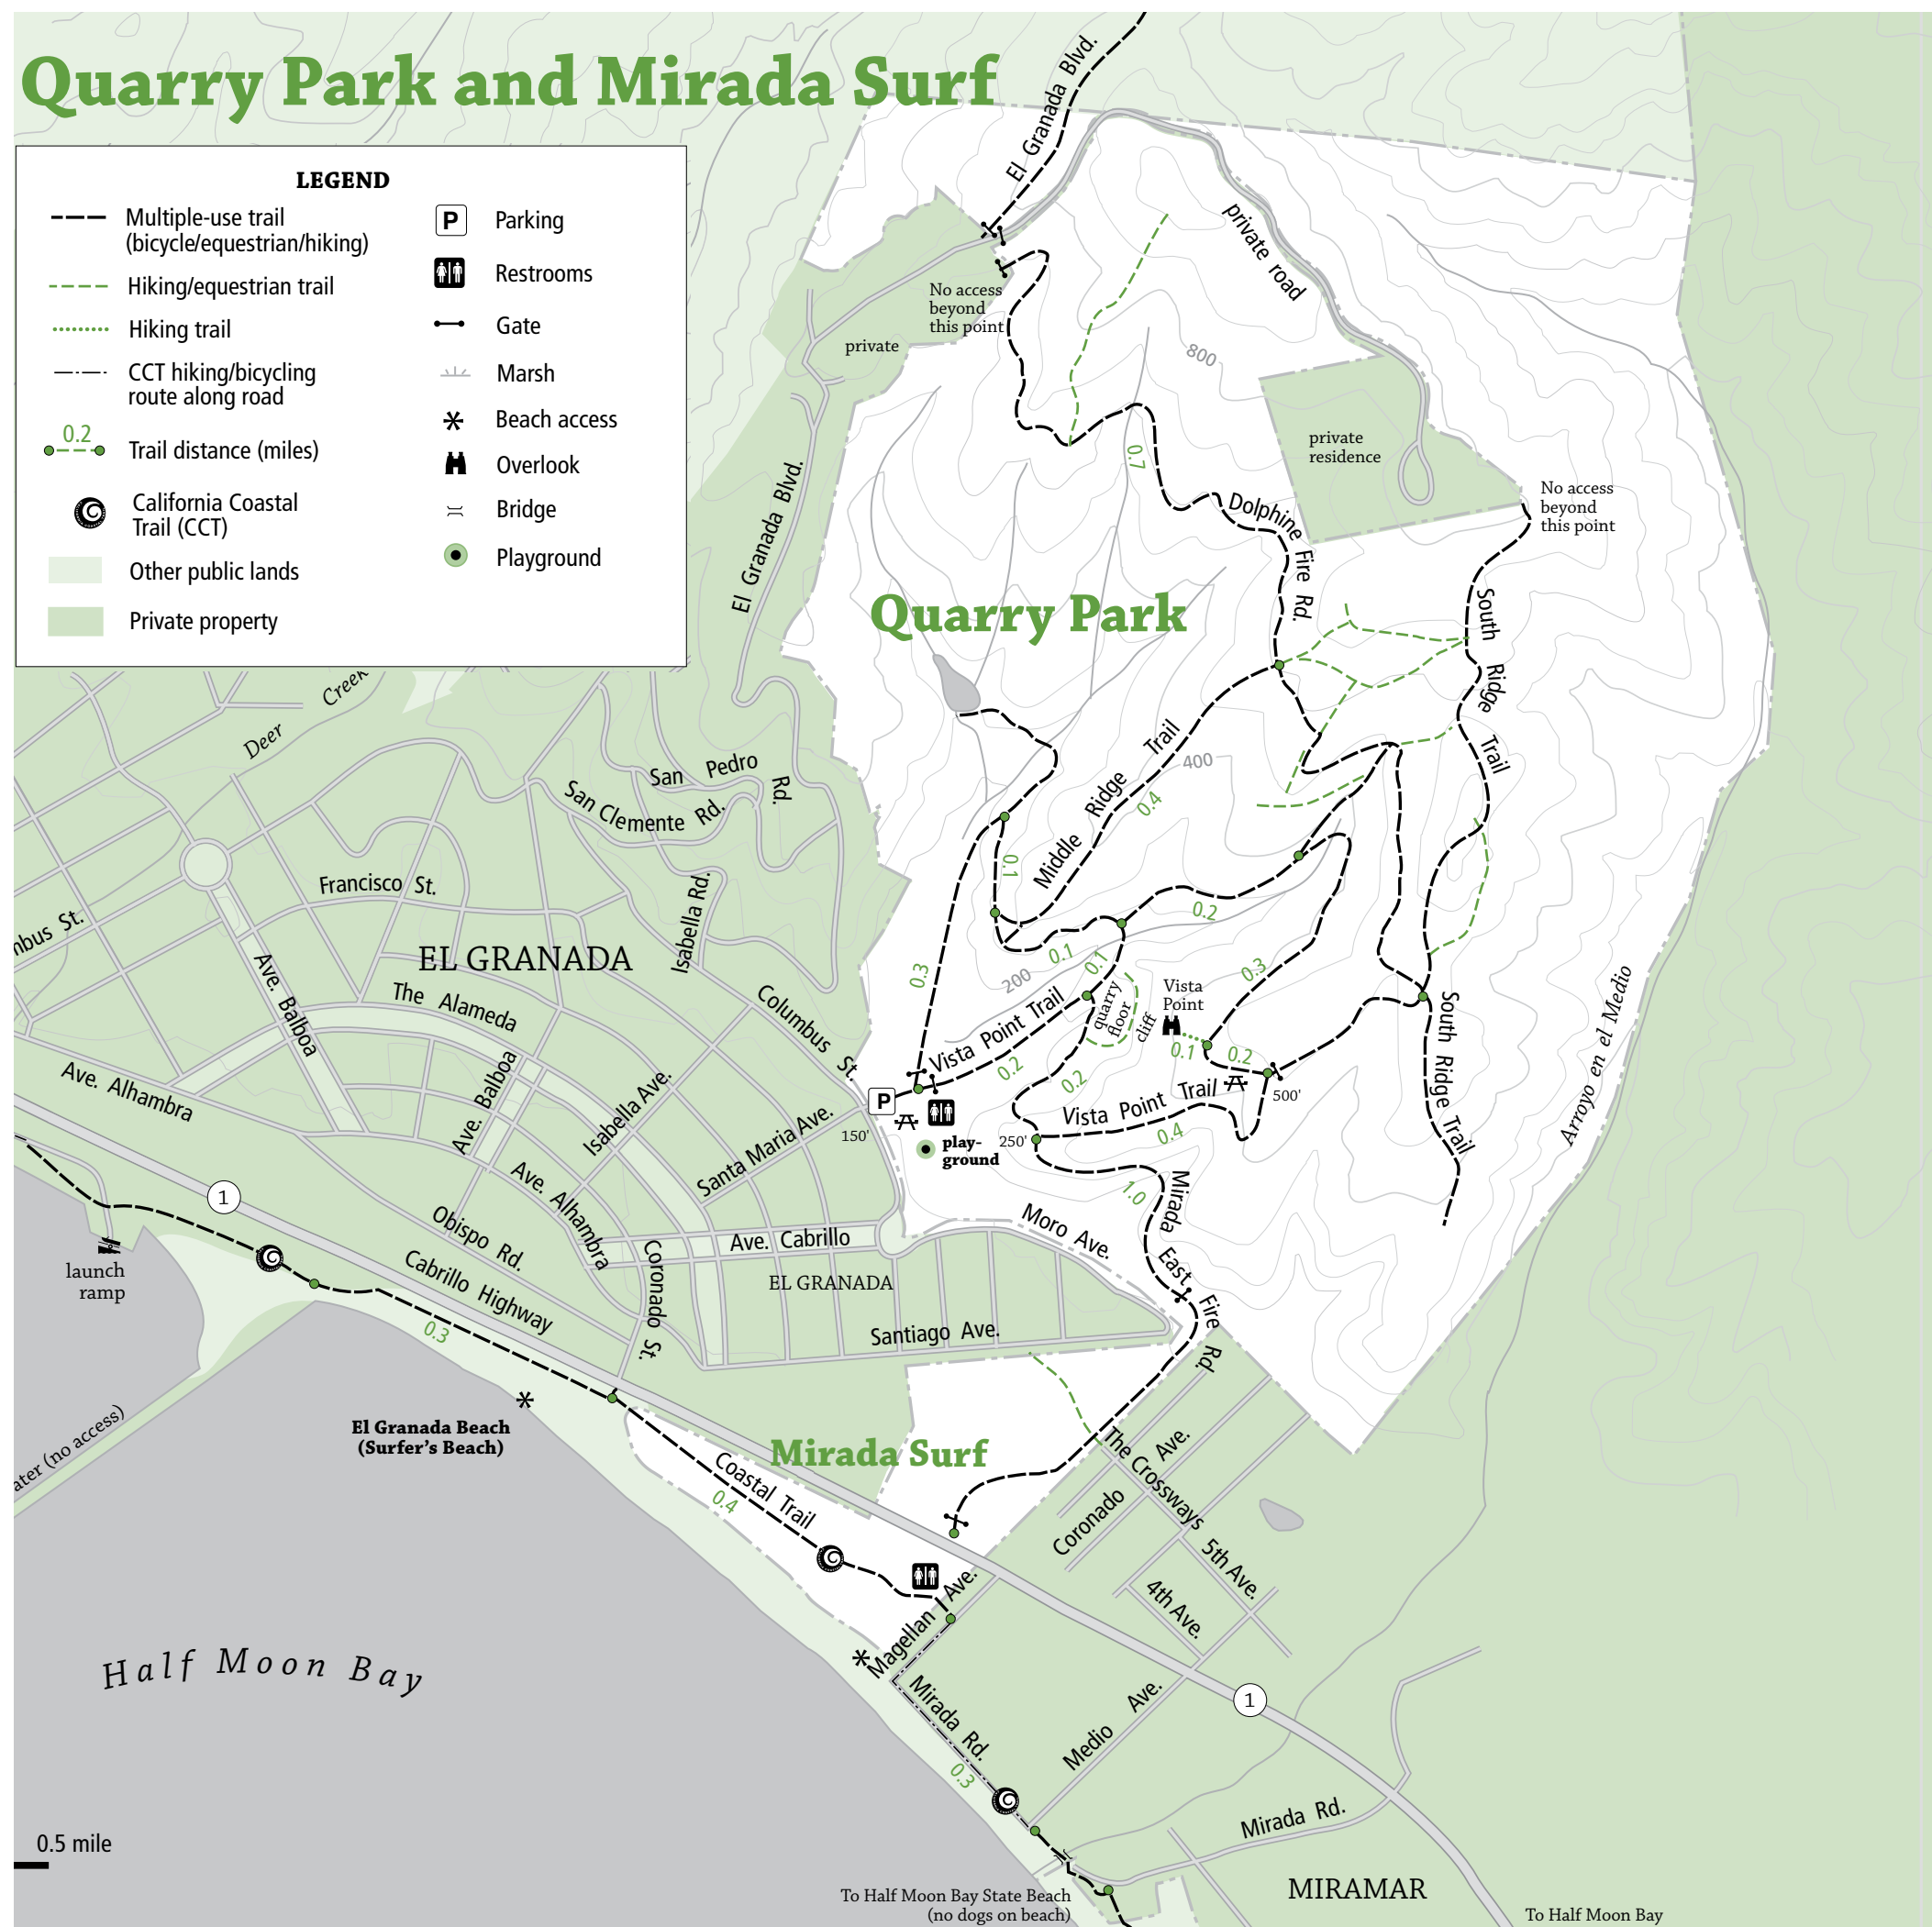 Quarry Park and Mirada Surf
LEGEND
Multiple-use trail
(bicycle/equestrian/hiking)
Hiking/equestrian trail
Hiking trail
CCT hiking/bicycling
route along road
0.2
Trail distance (miles)
California Coastal
Trail (CCT)
Other public lands
Private property
P
Parking
Restrooms
Gate
Marsh
Beach access
Overlook
Bridge
Playground
El Granada Blvd.
private road
No access
beyond
this point
private
800
private
residence
No access
beyond
this point
0.7
Dolphine Fire Rd.
El Granada Blvd.
Quarry Park
South Ridge Trail
Deer Creek
San Pedro Rd.
San Clemente Rd.
Middle Ridge Trail
400
0.4
0.1
Francisco St.
Isabella Rd.
mbus St.
EL GRANADA
Ave. Balboa
The Alameda
Columbus St.
0.3
200
0.1
0.1
0.2
0.3
quarry
floor
cliff
Vista
Point
Vista Point Trail
0.2
0.2
0.1
0.2
500'
South Ridge Trail
Arroyo en el Medio
Ave. Alhambra
Ave. Balboa
Isabella Ave.
Santa Maria Ave.
P
150'
play-
ground
250'
Vista Point Trail
0.4
1.0
Mirada East Fire Rd.
1
launch
ramp
Obispo Rd.
Ave. Alhambra
Cabrillo Highway
Coronado St.
Ave. Cabrillo
EL GRANADA
Moro Ave.
Santiago Ave.
0.3
El Granada Beach
(Surfer's Beach)
ater (no access)
Mirada Surf
Coastal Trail
0.4
The Crossways
Coronado Ave.
5th Ave.
4th Ave.
Magellan Ave.
Half Moon Bay
Mirada Rd.
0.3
Medio Ave.
1
Mirada Rd.
0.5 mile
MIRAMAR
To Half Moon Bay State Beach
(no dogs on beach)
To Half Moon Bay